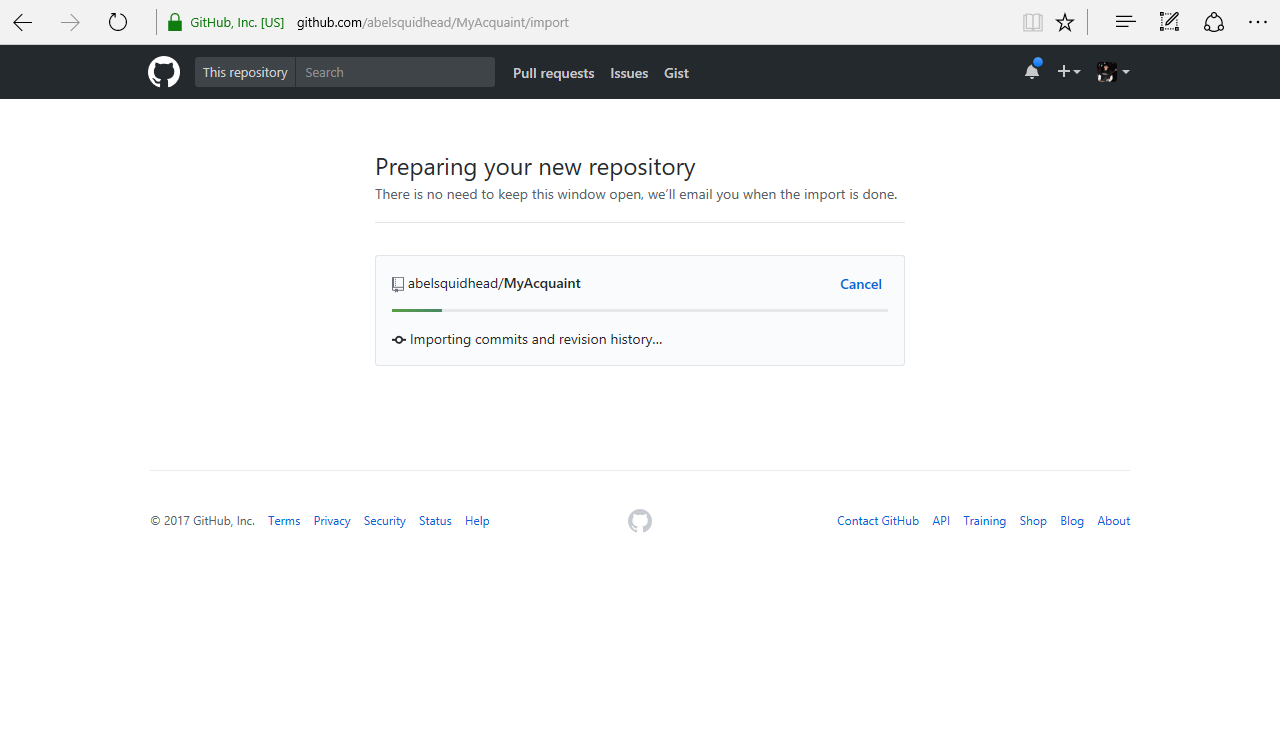 GitHub, Inc. [US] github.com/abelsquidhead/MyAcquaint/import
This repository Search Pull requests Issues Gist
Preparing your new repository
There is no need to keep this window open, we’ll email you when the import is done.
abelsquidhead/MyAcquaint Cancel
Importing commits and revision history…
© 2017 GitHub, Inc. Terms Privacy Security Status Help Contact GitHub API Training Shop Blog About